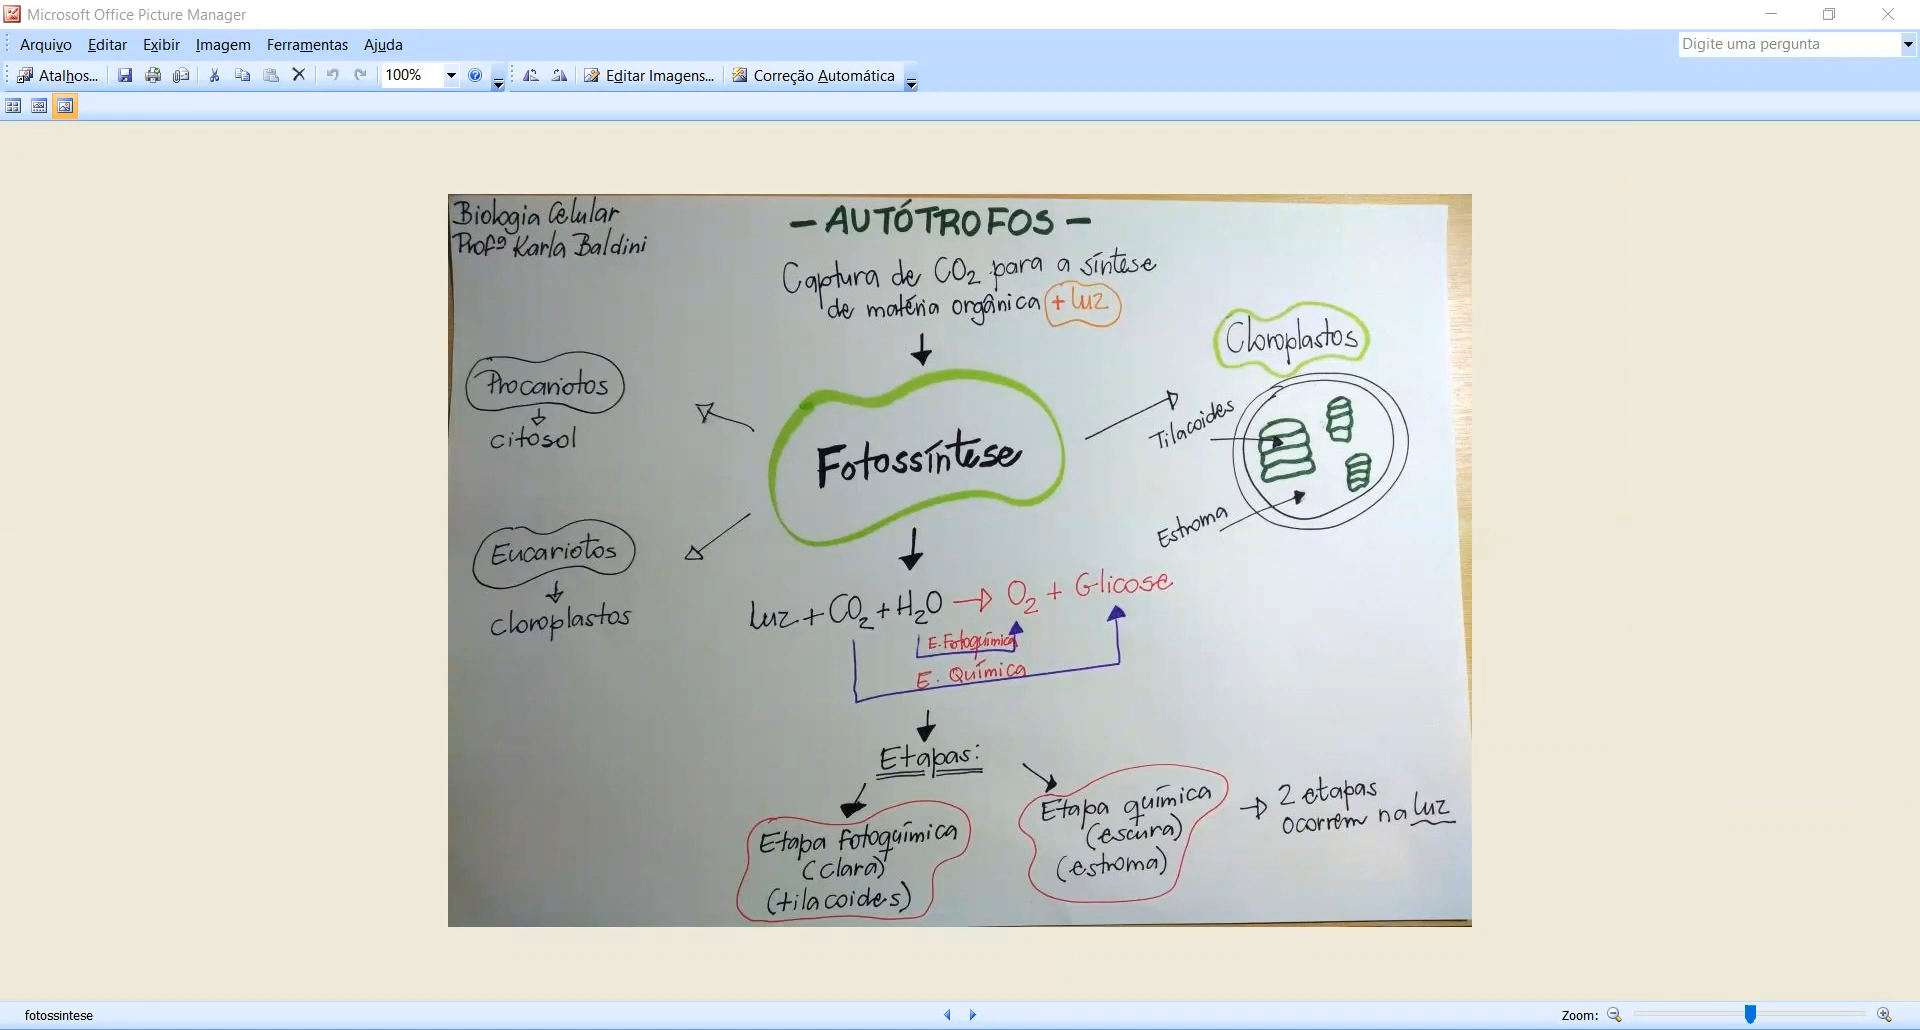 Microsoft Office Picture Manager
Arquivo Editar Exibir Imagem Ferramentas Ajuda
Digite uma pergunta
Atalhos... 100% Editar Imagens... Correção Automática
Biologia Celular
Profª Karla Baldini
- AUTÓTROFOS -
Captura de CO₂ para a síntese
de matéria orgânica + luz
Cloroplastos
Procariotos
citosol
Tilacoides
Fotossíntese
Estroma
Eucariotos
cloroplastos
Luz + CO₂ + H₂O → O₂ + Glicose
E. Fotoquímica
E. Química
Etapas:
Etapa fotoquímica
(clara)
(tilacoides)
Etapa química
(escura)
(estroma)
→ 2 etapas
ocorrem na luz
fotossintese
Zoom: